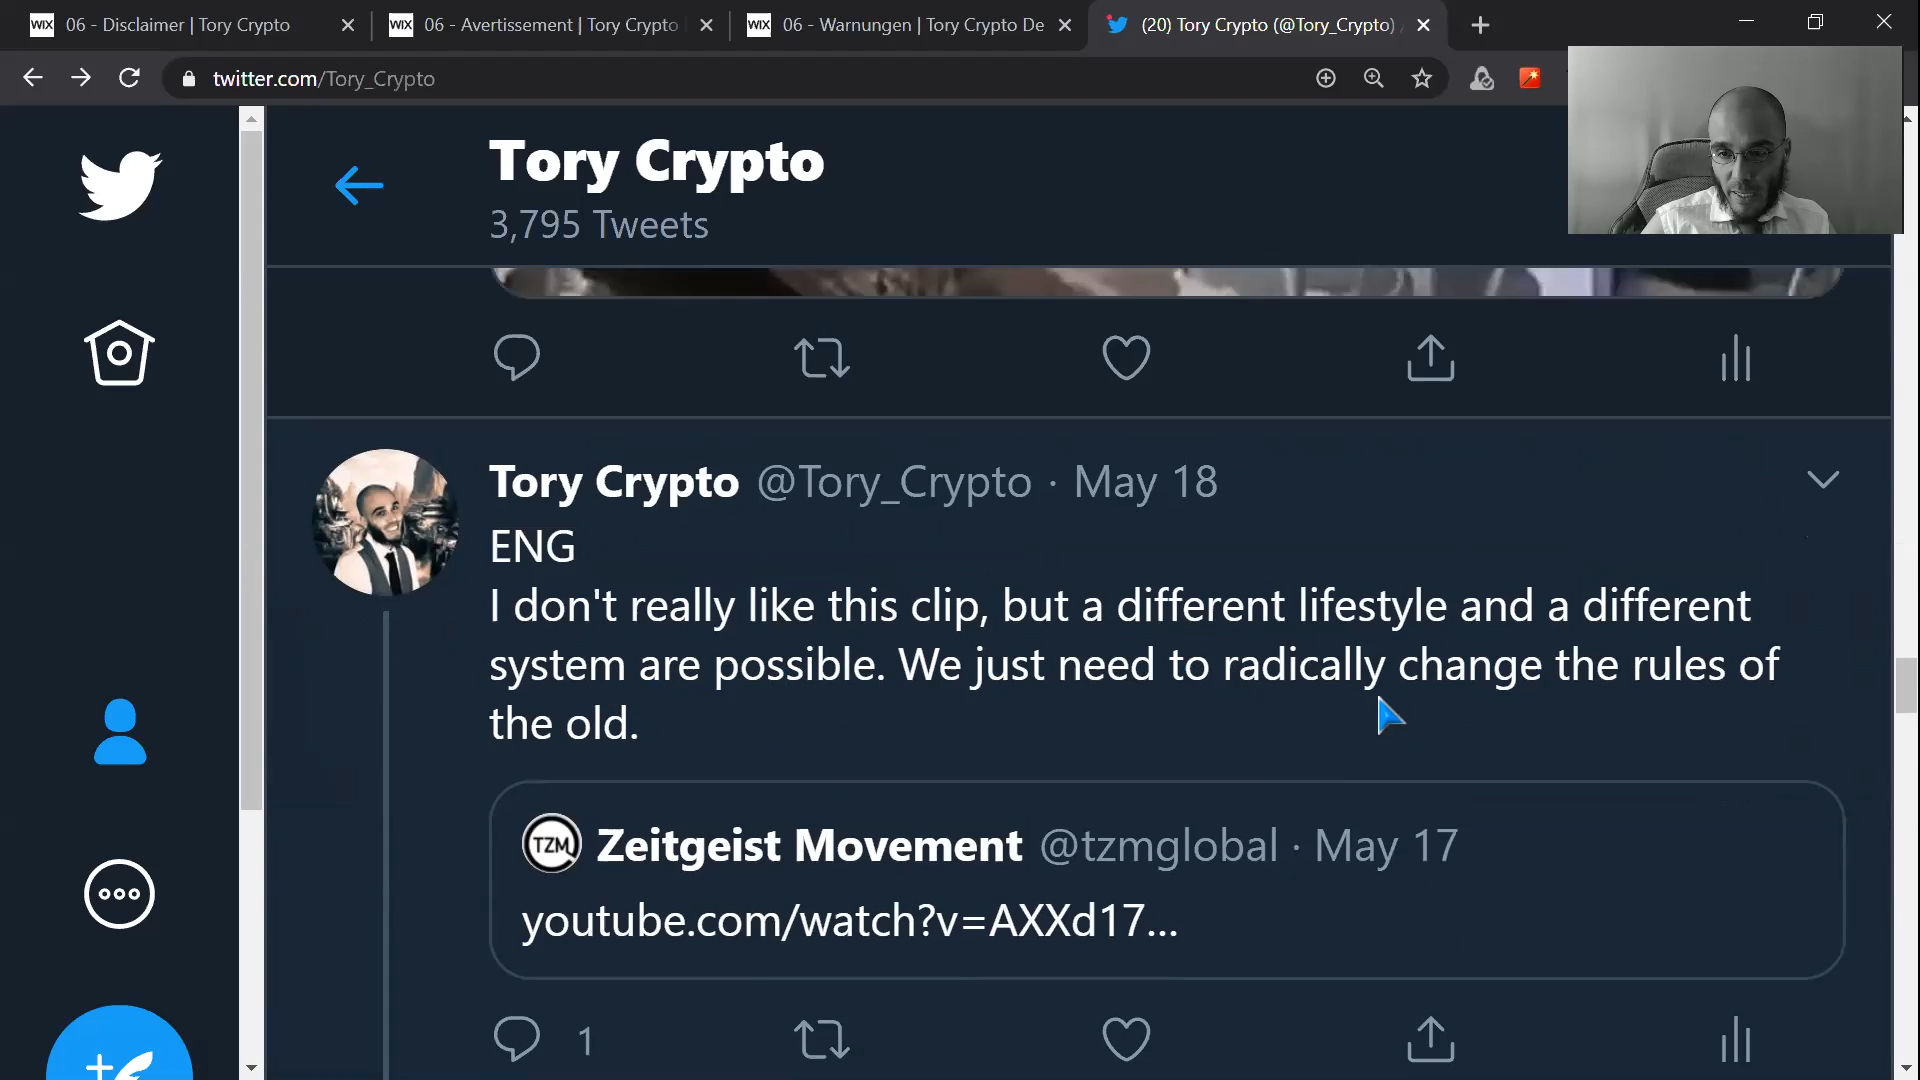 WIX 06 - Disclaimer | Tory Crypto
WIX 06 - Avertissement | Tory Crypto
WIX 06 - Warnungen | Tory Crypto De
(20) Tory Crypto (@Tory_Crypto)
twitter.com/Tory_Crypto
Tory Crypto
3,795 Tweets
Tory Crypto @Tory_Crypto · May 18
ENG
I don't really like this clip, but a different lifestyle and a different
system are possible. We just need to radically change the rules of
the old.
TZM Zeitgeist Movement @tzmglobal · May 17
youtube.com/watch?v=AXXd17...
1